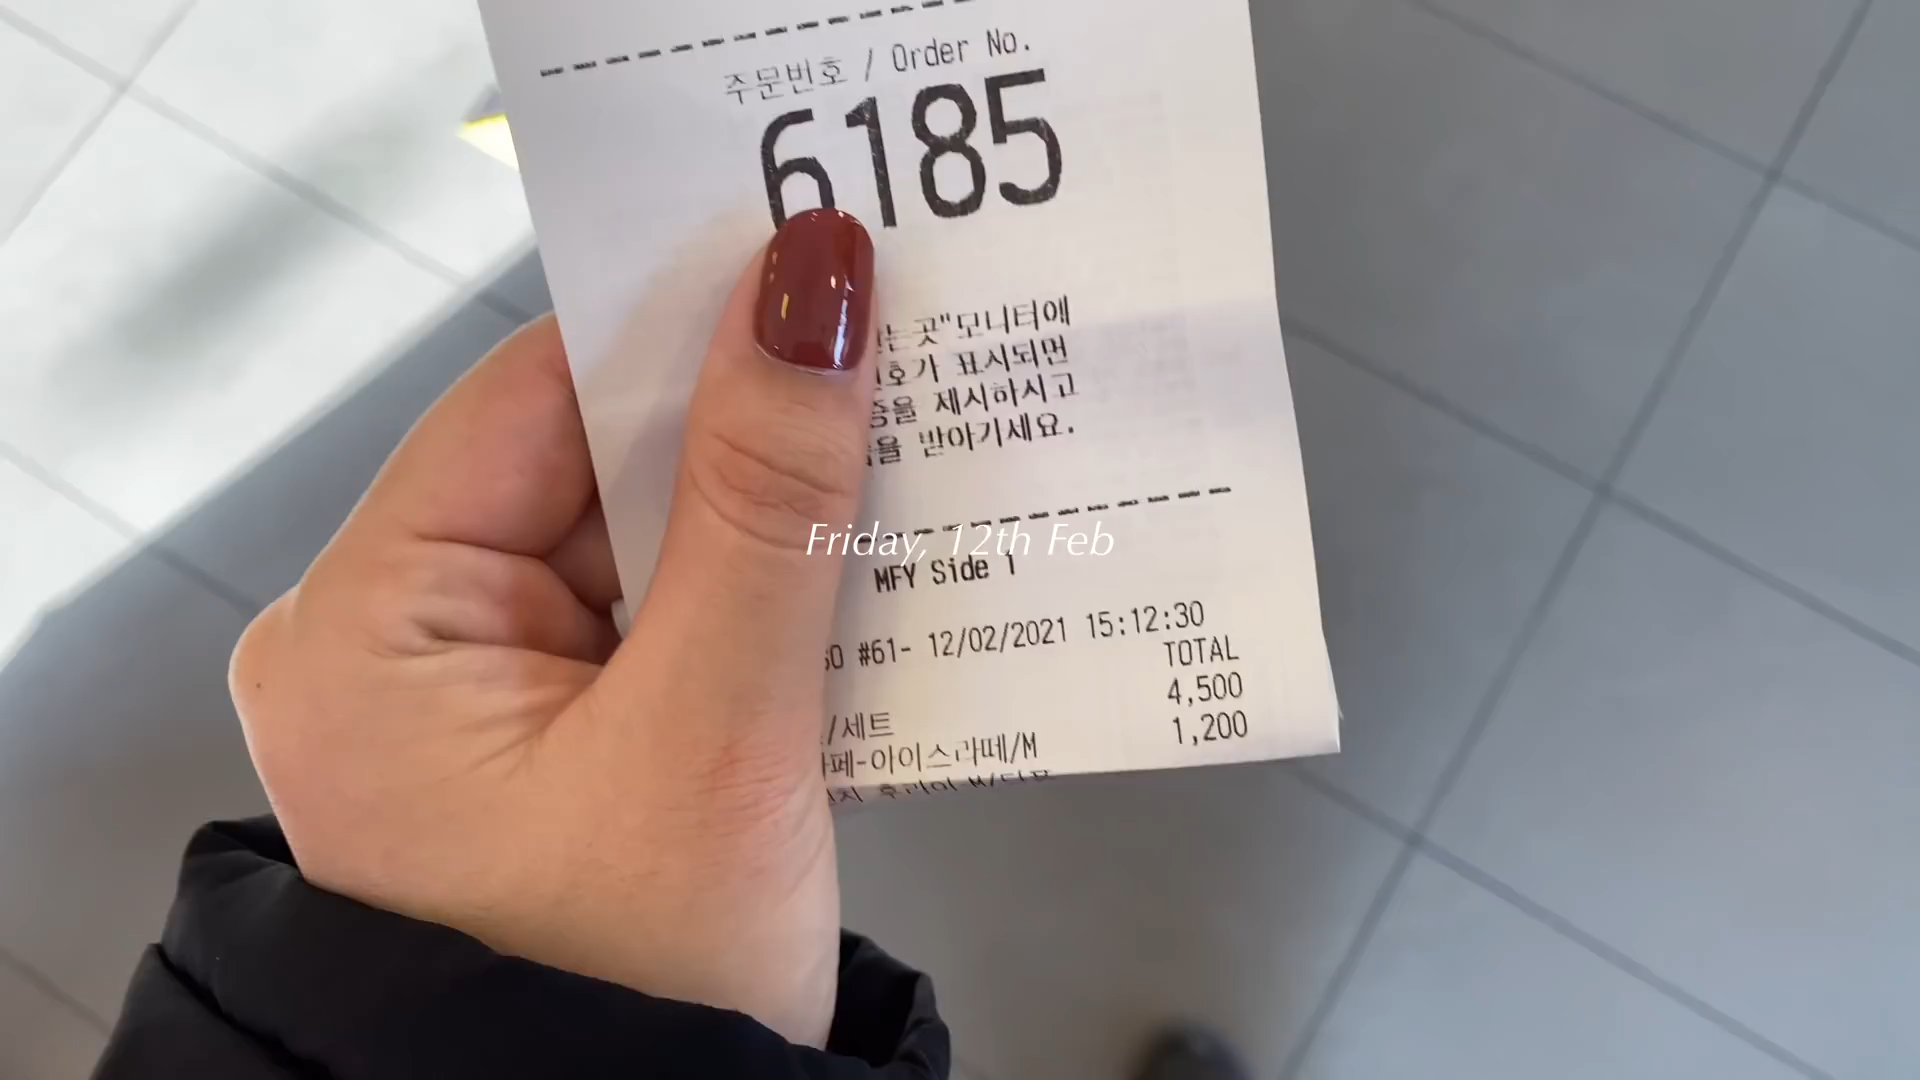 주문번호 / Order No.
6185
는곳"모니터에
호가 표시되면
증을 제시하시고
을 받아가세요.
Friday, 12th Feb
MFY Side 1
#61- 12/02/2021 15:12:30
TOTAL
4,500
/세트
1,200
페-아이스라떼/M